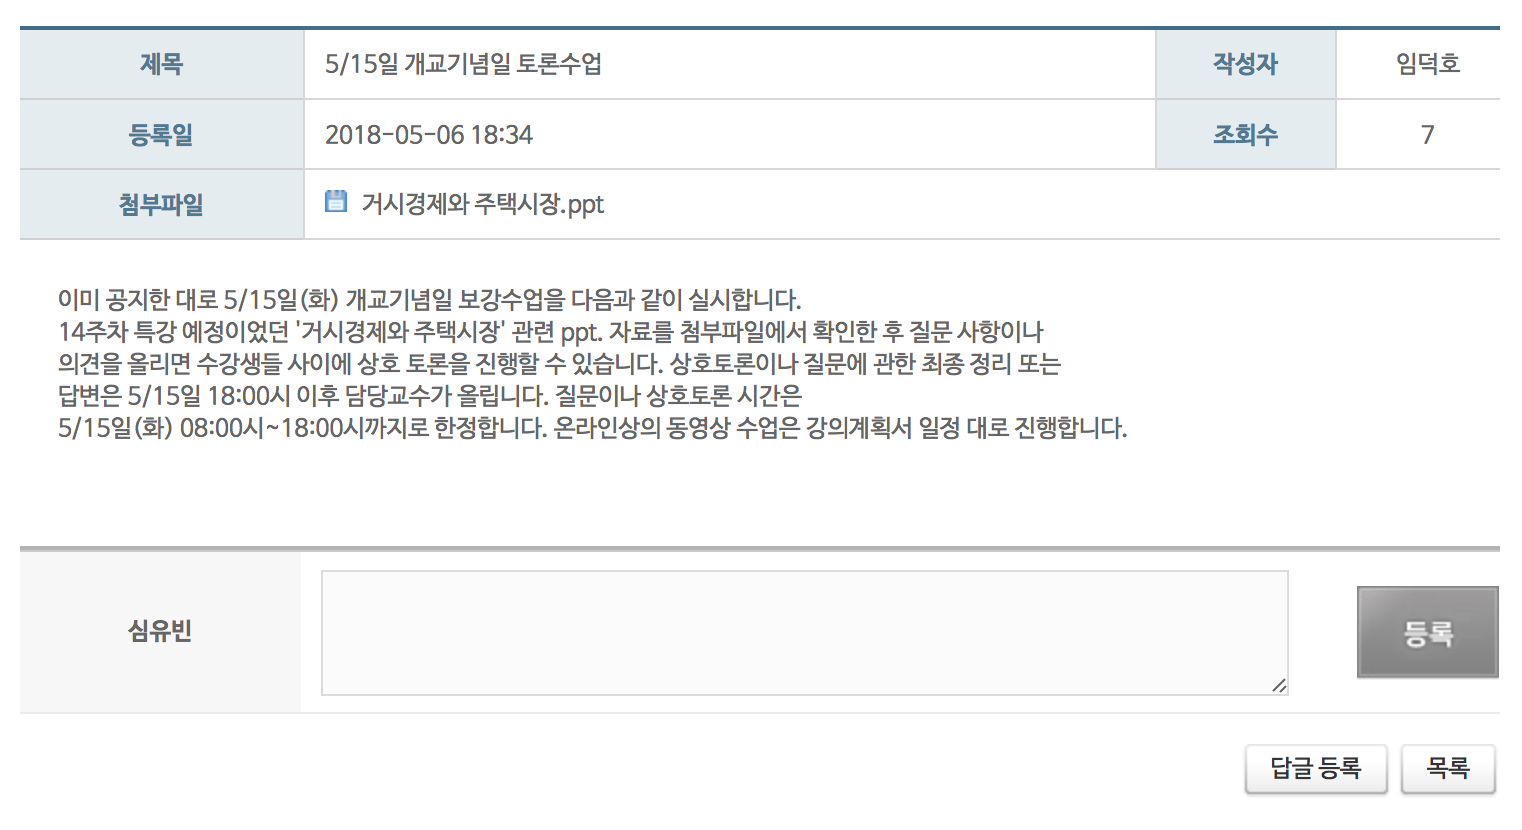 제목 5/15일 개교기념일 토론수업 작성자 임덕호
등록일 2018-05-06 18:34 조회수 7
첨부파일 거시경제와 주택시장.ppt
이미 공지한 대로 5/15일(화) 개교기념일 보강수업을 다음과 같이 실시합니다.
14주차 특강 예정이었던 '거시경제와 주택시장' 관련 ppt. 자료를 첨부파일에서 확인한 후 질문 사항이나
의견을 올리면 수강생들 사이에 상호 토론을 진행할 수 있습니다. 상호토론이나 질문에 관한 최종 정리 또는
답변은 5/15일 18:00시 이후 담당교수가 올립니다. 질문이나 상호토론 시간은
5/15일(화) 08:00시~18:00시까지로 한정합니다. 온라인상의 동영상 수업은 강의계획서 일정 대로 진행합니다.
심유빈 등록
답글 등록 목록